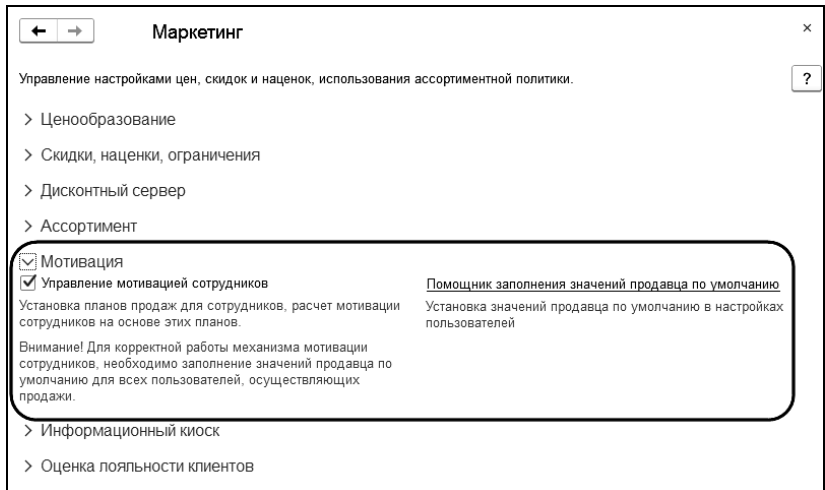 Маркетинг
Управление настройками цен, скидок и наценок, использования ассортиментной политики.
?
Ценообразование
Скидки, наценки, ограничения
Дисконтный сервер
Ассортимент
Мотивация
Управление мотивацией сотрудников
Установка планов продаж для сотрудников, расчет мотивации
сотрудников на основе этих планов.
Внимание! Для корректной работы механизма мотивации
сотрудников, необходимо заполнение значений продавца по
умолчанию для всех пользователей, осуществляющих
продажи.
Помощник заполнения значений продавца по умолчанию
Установка значений продавца по умолчанию в настройках
пользователей
Информационный киоск
Оценка лояльности клиентов